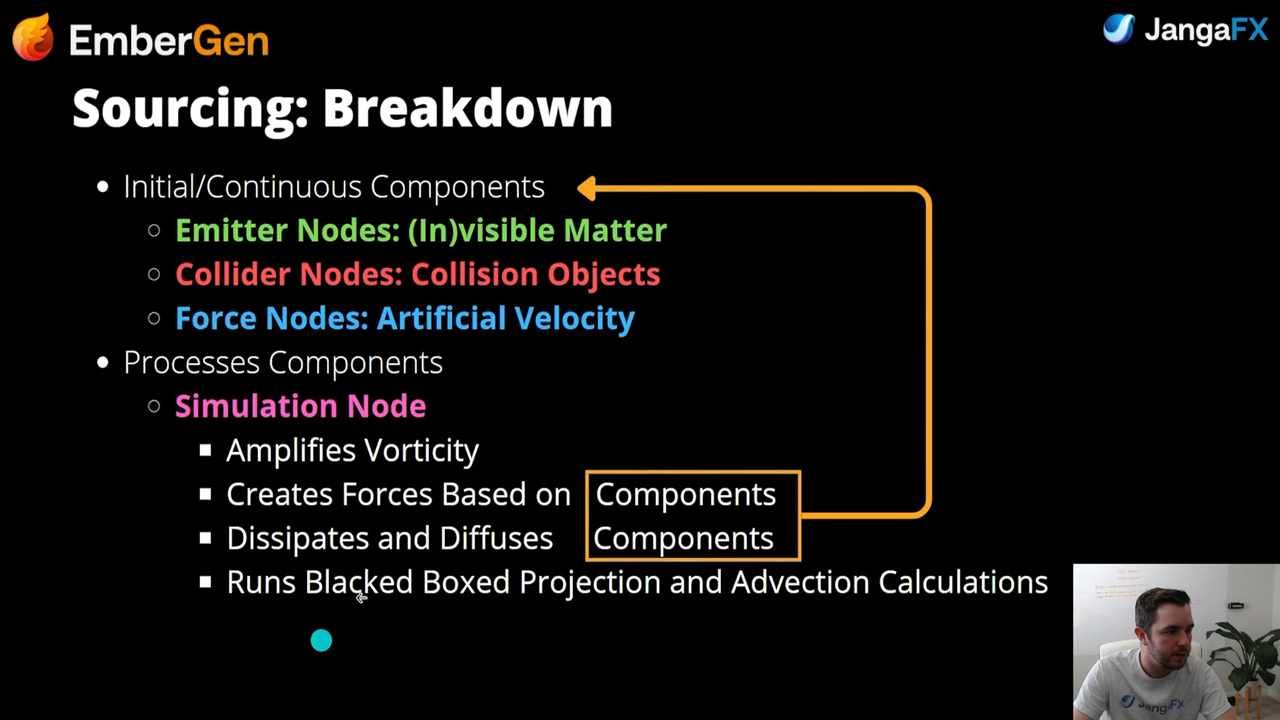 EmberGen
JangaFX
Sourcing: Breakdown
Initial/Continuous Components
Emitter Nodes: (In)visible Matter
Collider Nodes: Collision Objects
Force Nodes: Artificial Velocity
Processes Components
Simulation Node
Amplifies Vorticity
Creates Forces Based on Components
Dissipates and Diffuses Components
Runs Blacked Boxed Projection and Advection Calculations
JangaFX